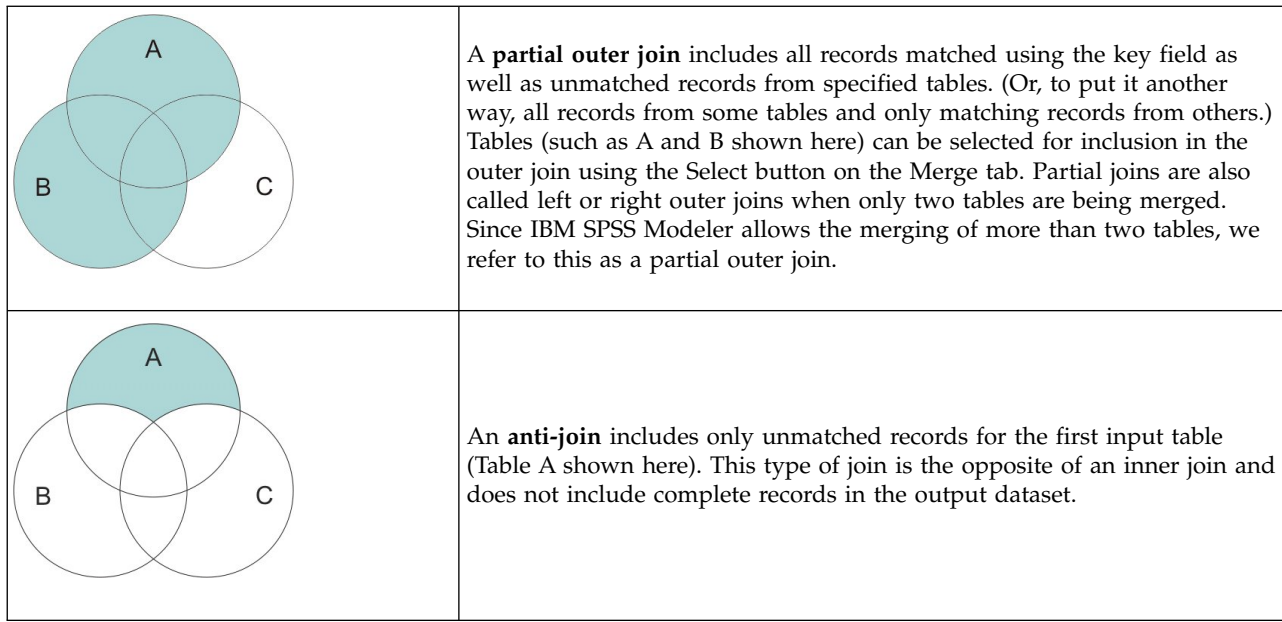 A
B
C
A partial outer join includes all records matched using the key field as
well as unmatched records from specified tables. (Or, to put it another
way, all records from some tables and only matching records from others.)
Tables (such as A and B shown here) can be selected for inclusion in the
outer join using the Select button on the Merge tab. Partial joins are also
called left or right outer joins when only two tables are being merged.
Since IBM SPSS Modeler allows the merging of more than two tables, we
refer to this as a partial outer join.
A
B
C
An anti-join includes only unmatched records for the first input table
(Table A shown here). This type of join is the opposite of an inner join and
does not include complete records in the output dataset.